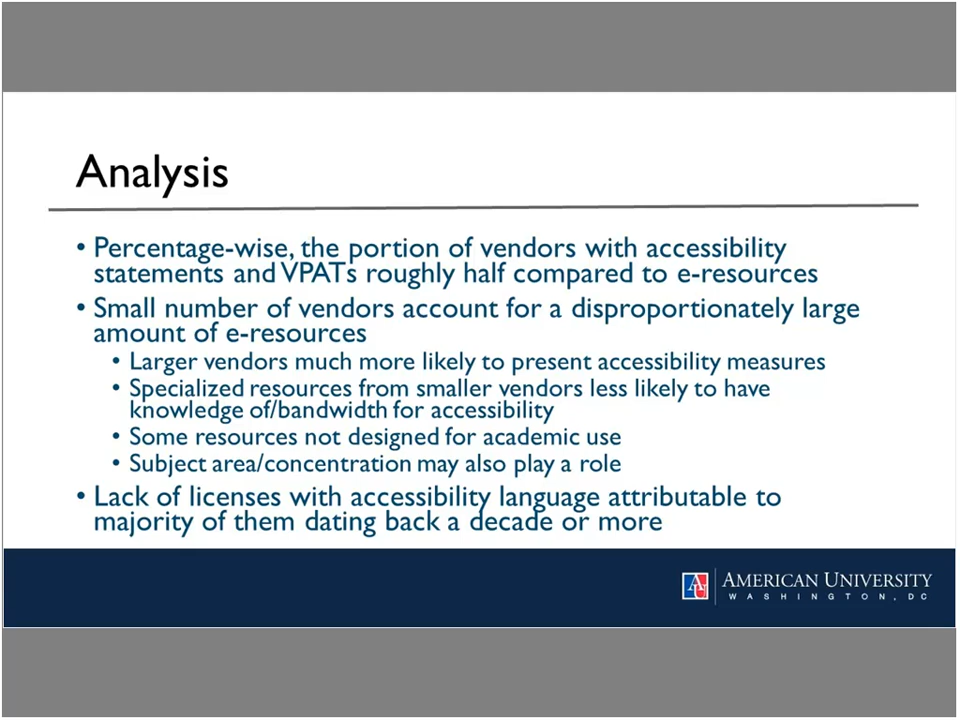 Analysis
• Percentage-wise, the portion of vendors with accessibility
statements and VPATs roughly half compared to e-resources
• Small number of vendors account for a disproportionately large
amount of e-resources
• Larger vendors much more likely to present accessibility measures
• Specialized resources from smaller vendors less likely to have
knowledge of/bandwidth for accessibility
• Some resources not designed for academic use
• Subject area/concentration may also play a role
• Lack of licenses with accessibility language attributable to
majority of them dating back a decade or more
AU
AMERICAN UNIVERSITY
WASHINGTON, DC